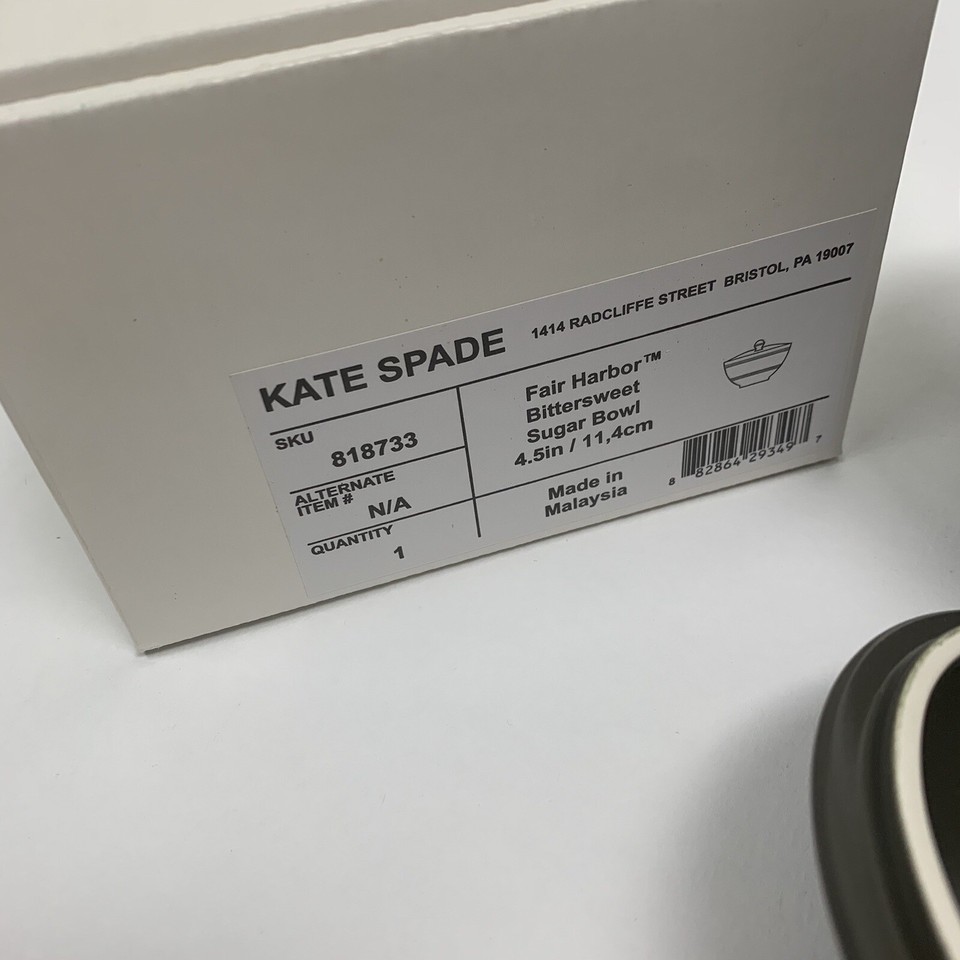 KATE SPADE 1414 RADCLIFFE STREET BRISTOL, PA 19007
SKU
818733
ALTERNATE
ITEM #
N/A
QUANTITY
1
Fair Harbor™
Bittersweet
Sugar Bowl
4.5in / 11,4cm
Made in
Malaysia
8 82864 29349 7